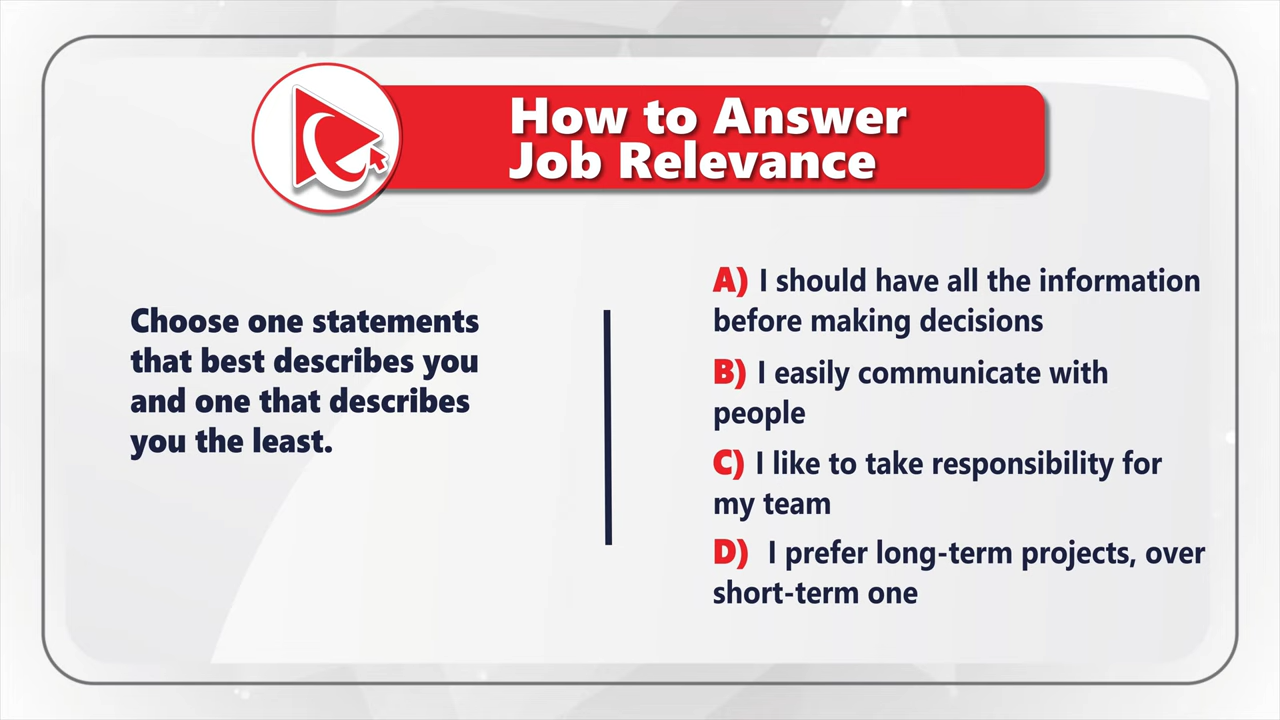 How to Answer
Job Relevance
Choose one statements
that best describes you
and one that describes
you the least.
A) I should have all the information
before making decisions
B) I easily communicate with
people
C) I like to take responsibility for
my team
D) I prefer long-term projects, over
short-term one